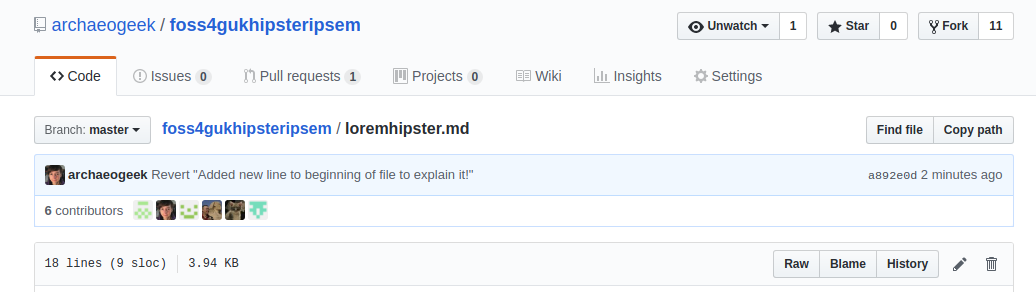 archaeogeek / foss4gukhipsteripsem Unwatch 1 Star 0 Fork 11
Code Issues 0 Pull requests 1 Projects 0 Wiki Insights Settings
Branch: master foss4gukhipsteripsem / loremhipster.md Find file Copy path
archaeogeek Revert "Added new line to beginning of file to explain it!" a892e0d 2 minutes ago
6 contributors
18 lines (9 sloc) 3.94 KB Raw Blame History